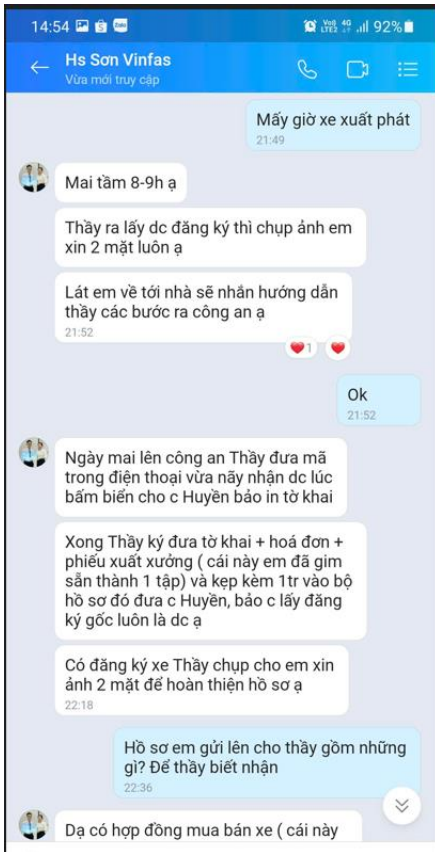 14:54 Zalo Vo)) 4G LTE2 92%
Hs Sơn Vinfas
Vừa mới truy cập
Mấy giờ xe xuất phát
21:49
Mai tầm 8-9h ạ
Thầy ra lấy dc đăng ký thì chụp ảnh em
xin 2 mặt luôn ạ
Lát em về tới nhà sẽ nhắn hướng dẫn
thầy các bước ra công an ạ
21:52
1
Ok
21:52
Ngày mai lên công an Thầy đưa mã
trong điện thoại vừa nãy nhận dc lúc
bấm biển cho c Huyền bảo in tờ khai
Xong Thầy ký đưa tờ khai + hoá đơn +
phiếu xuất xưởng ( cái này em đã gim
sẵn thành 1 tập) và kẹp kèm 1tr vào bộ
hồ sơ đó đưa c Huyền, bảo c lấy đăng
ký gốc luôn là dc ạ
Có đăng ký xe Thầy chụp cho em xin
ảnh 2 mặt để hoàn thiện hồ sơ ạ
22:18
Hồ sơ em gửi lên cho thầy gồm những
gì? Để thầy biết nhận
22:36
Dạ có hợp đồng mua bán xe ( cái này